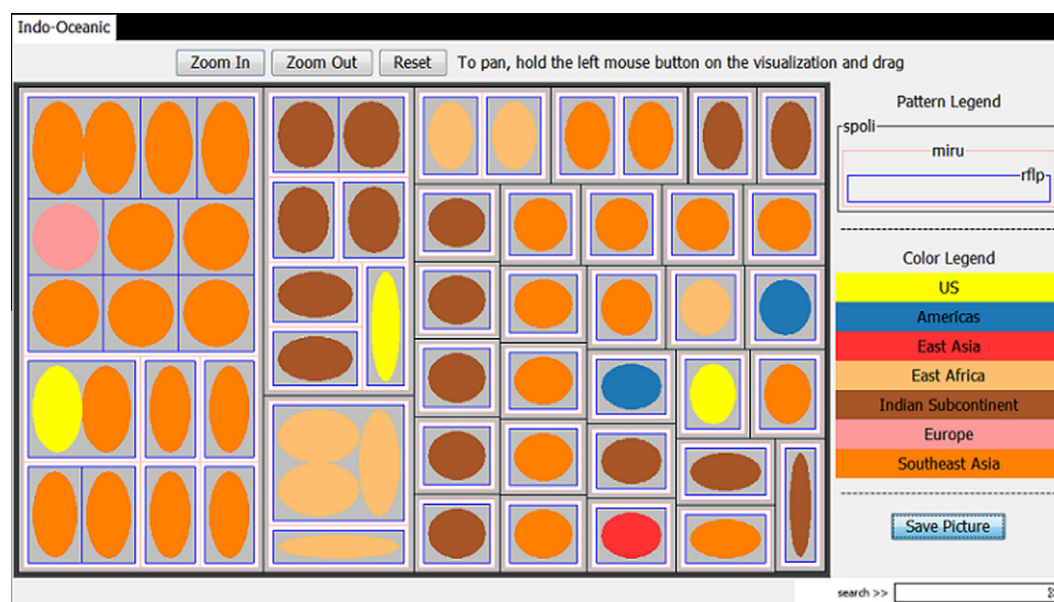 Indo-Oceanic
Zoom In Zoom Out Reset To pan, hold the left mouse button on the visualization and drag
Pattern Legend
spoli
miru
rflp
Color Legend
US
Americas
East Asia
East Africa
Indian Subcontinent
Europe
Southeast Asia
Save Picture
search >>